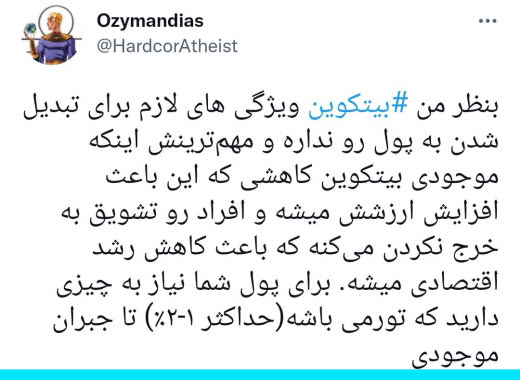 Ozymandias
@HardcorAtheist
بنظر من #بیتکوین ویژگی های لازم برای تبدیل
شدن به پول رو نداره و مهم‌ترینش اینکه
موجودی بیتکوین کاهشی که این باعث
افزایش ارزشش میشه و افراد رو تشویق به
خرج نکردن می‌کنه که باعث کاهش رشد
اقتصادی میشه. برای پول شما نیاز به چیزی
دارید که تورمی باشه(حداکثر ۱-۲٪) تا جبران
موجودی